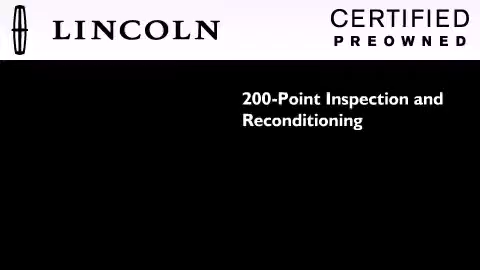 LINCOLN
CERTIFIED
PREOWNED
200-Point Inspection and
Reconditioning